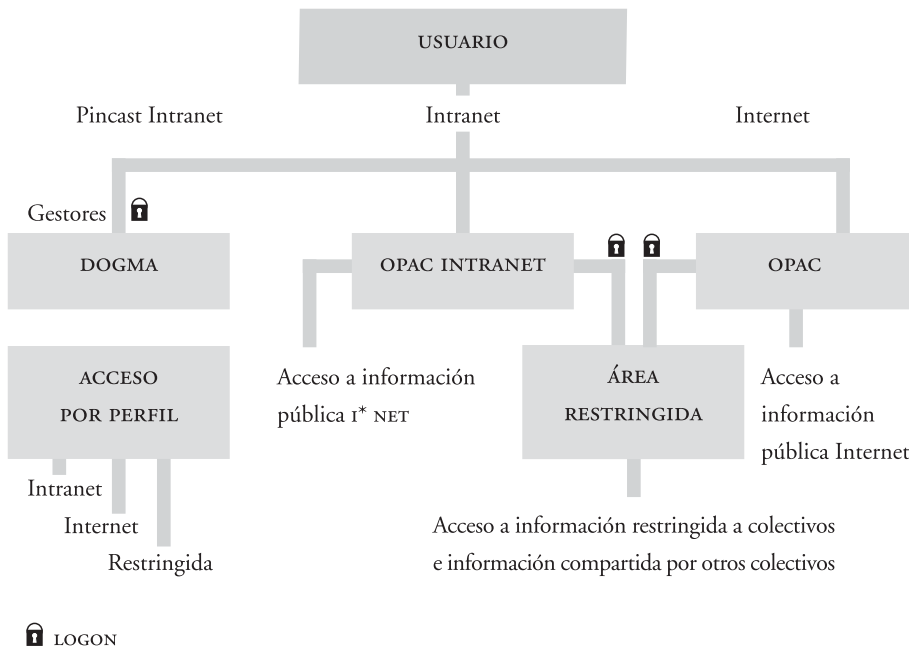 USUARIO
Pincast Intranet
Intranet
Internet
Gestores
DOGMA
OPAC INTRANET
OPAC
ACCESO
POR PERFIL
Acceso a información
pública I* NET
ÁREA
RESTRINGIDA
Acceso a
información
pública Internet
Intranet
Internet
Restringida
Acceso a información restringida a colectivos
e información compartida por otros colectivos
LOGON